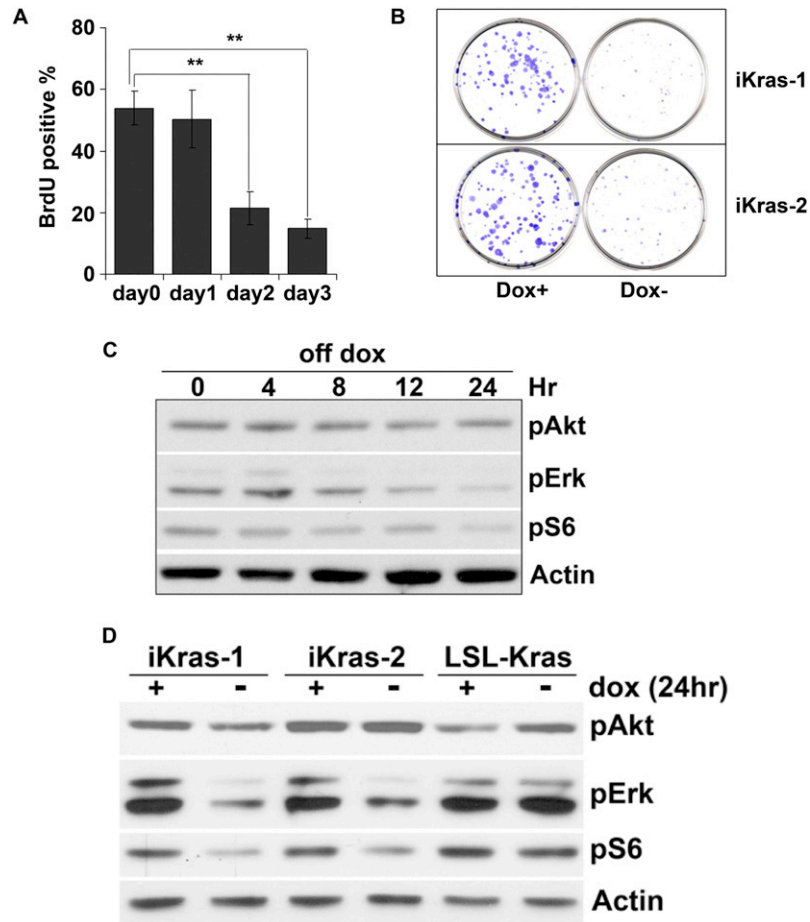 A
**
**
BrdU positive %
80
60
40
20
0
day0 day1 day2 day3
B
iKras-1
iKras-2
Dox+ Dox-
C
off dox
0 4 8 12 24 Hr
pAkt
pErk
pS6
Actin
D
iKras-1 iKras-2 LSL-Kras
+ - + - + - dox (24hr)
pAkt
pErk
pS6
Actin